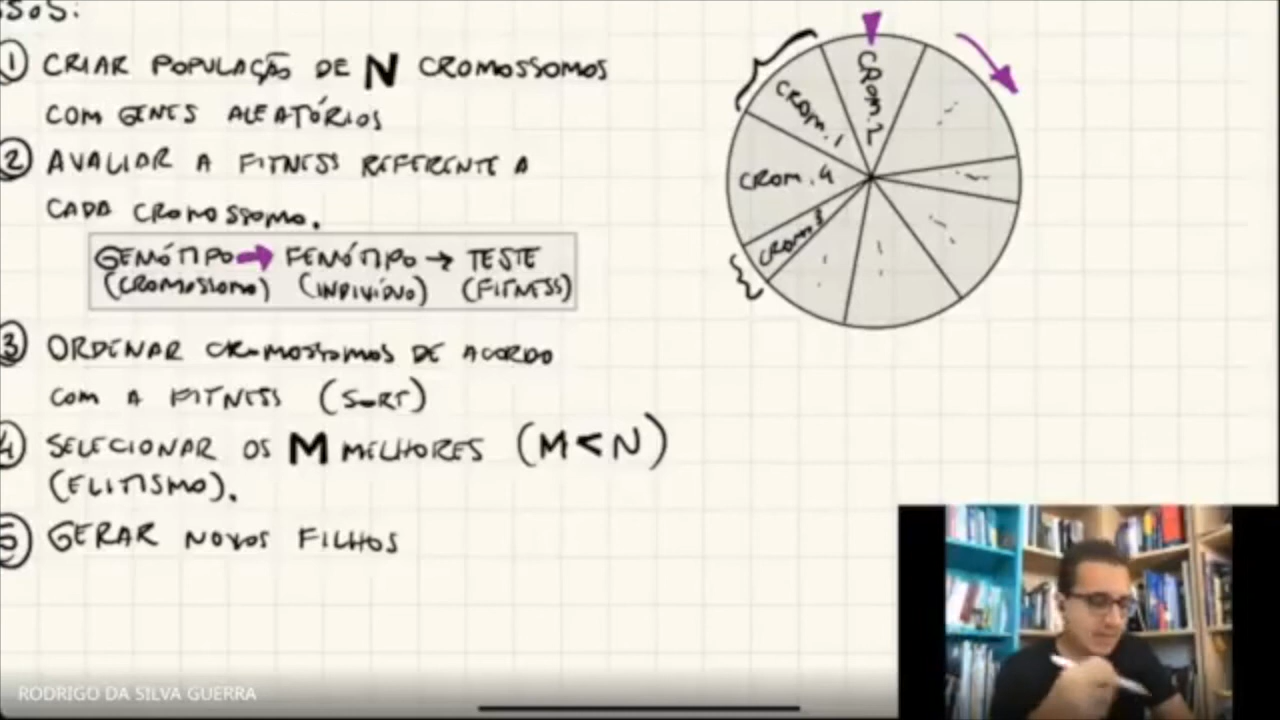 SSOS:
1 CRIAR POPULAÇÃO DE N CROMOSSOMOS
COM GENES ALEATÓRIOS
2 AVALIAR A FITNESS REFERENTE A
CADA CROMOSSOMO.
GENÓTIPO → FENÓTIPO → TESTE
(CROMOSSOMO) (INDIVÍDUO) (FITNESS)
3 ORDENAR CROMOSSOMOS DE ACORDO
COM A FITNESS (SORT)
4 SELECIONAR OS M MELHORES (M < N)
(ELITISMO).
5 GERAR NOVOS FILHOS
CROM. 1
CROM. 2
CROM. 4
CROM. 3
RODRIGO DA SILVA GUERRA